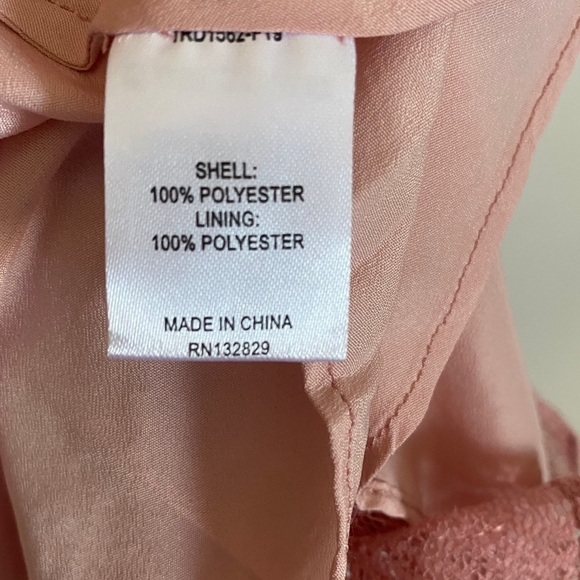 SHELL:
100% POLYESTER
LINING:
100% POLYESTER
MADE IN CHINA
RN132829